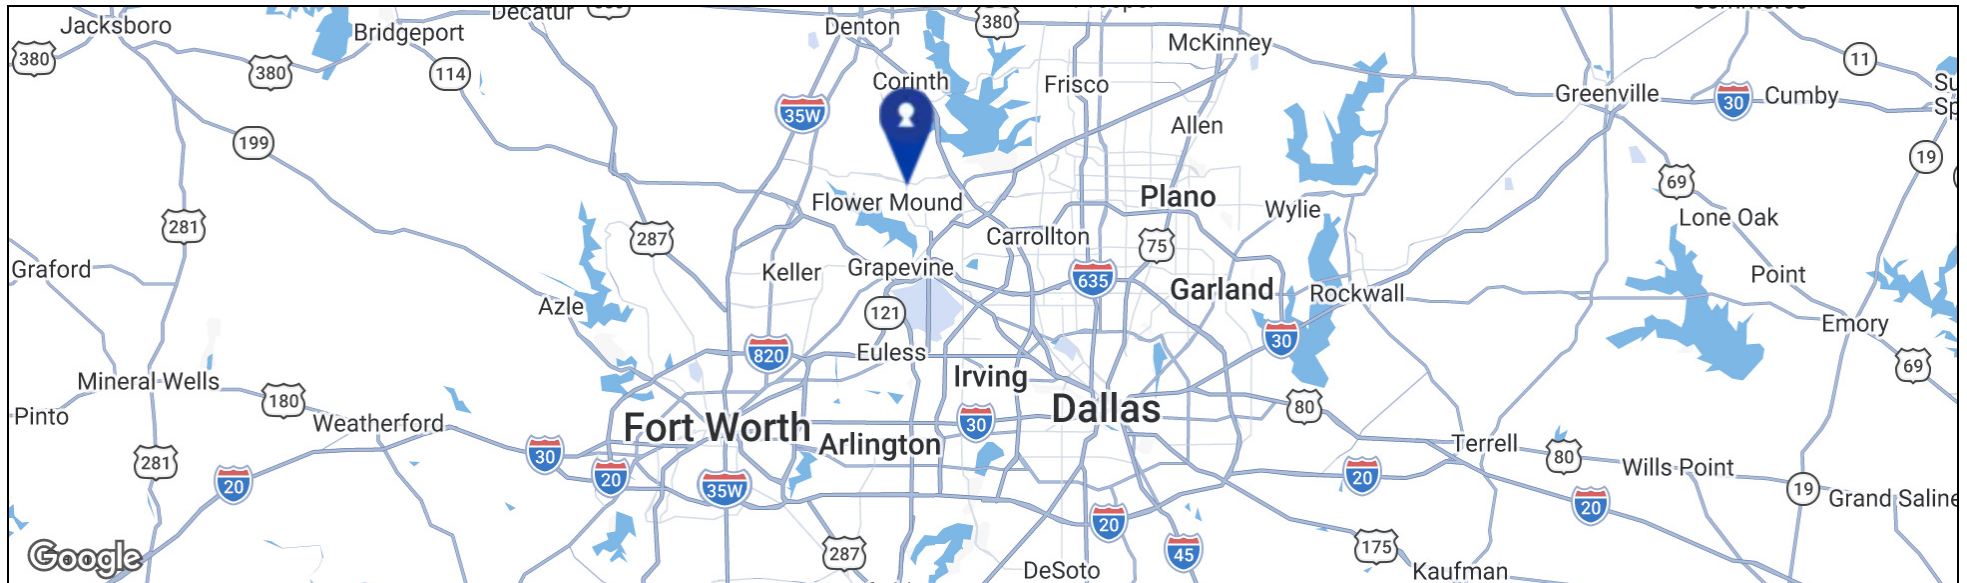 Decatur
Jacksboro
Bridgeport
Denton
380
McKinney
380
380
114
11
Corinth
Frisco
Greenville
30
Cumby
35W
Allen
199
19
69
Plano
Flower Mound
Wylie
Lone Oak
281
287
Carrollton
75
Graford
Keller
Grapevine
635
Garland
Rockwall
Point
Azle
121
Emory
30
820
Euless
69
Mineral Wells
Irving
180
Dallas
80
Pinto
Weatherford
Fort Worth
30
Arlington
Terrell
281
30
80
Wills Point
20
20
35W
20
19
Grand Saline
20
20
45
175
287
Google
DeSoto
Kaufman